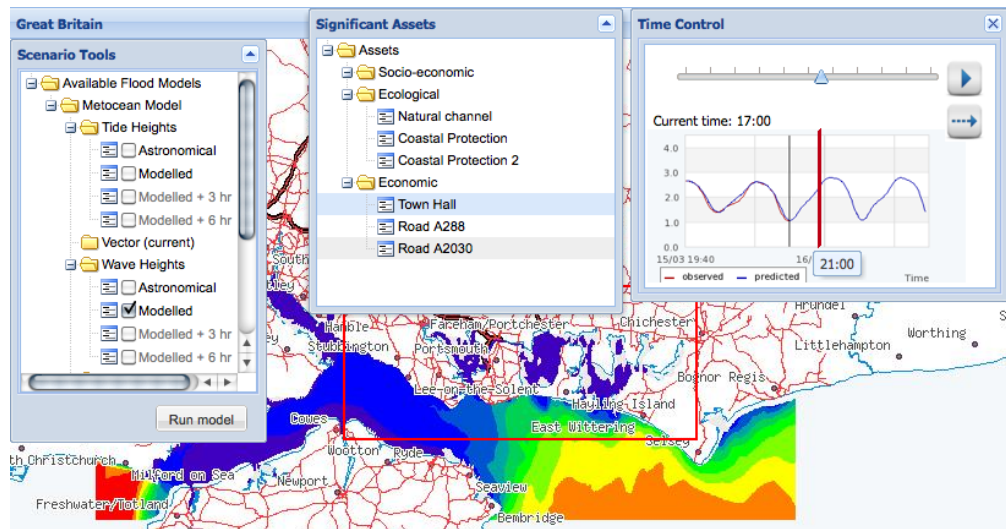 Great Britain
Scenario Tools
Available Flood Models
Metocean Model
Tide Heights
Astronomical
Modelled
Modelled + 3 hr
Modelled + 6 hr
Vector (current)
Wave Heights
Astronomical
Modelled
Modelled + 3 hr
Modelled + 6 hr
Run model
Significant Assets
Assets
Socio-economic
Ecological
Natural channel
Coastal Protection
Coastal Protection 2
Economic
Town Hall
Road A288
Road A2030
Time Control
Current time: 17:00
4.0
3.0
2.0
1.0
0.0
15/03 19:40
16/
21:00
observed
predicted
Time
South
Hamble
Fareham/Portchester
Chichester
Arundel
Worthing
Littlehampton
Stubbington
Portsmouth
Bognor Regis
Lee-on-the-Solent
Hayling Island
Cowes
East Wittering
Selsey
Wootton
Ryde
Christchurch
Milford on Sea
Newport
Seaview
Freshwater/Totland
Bembridge